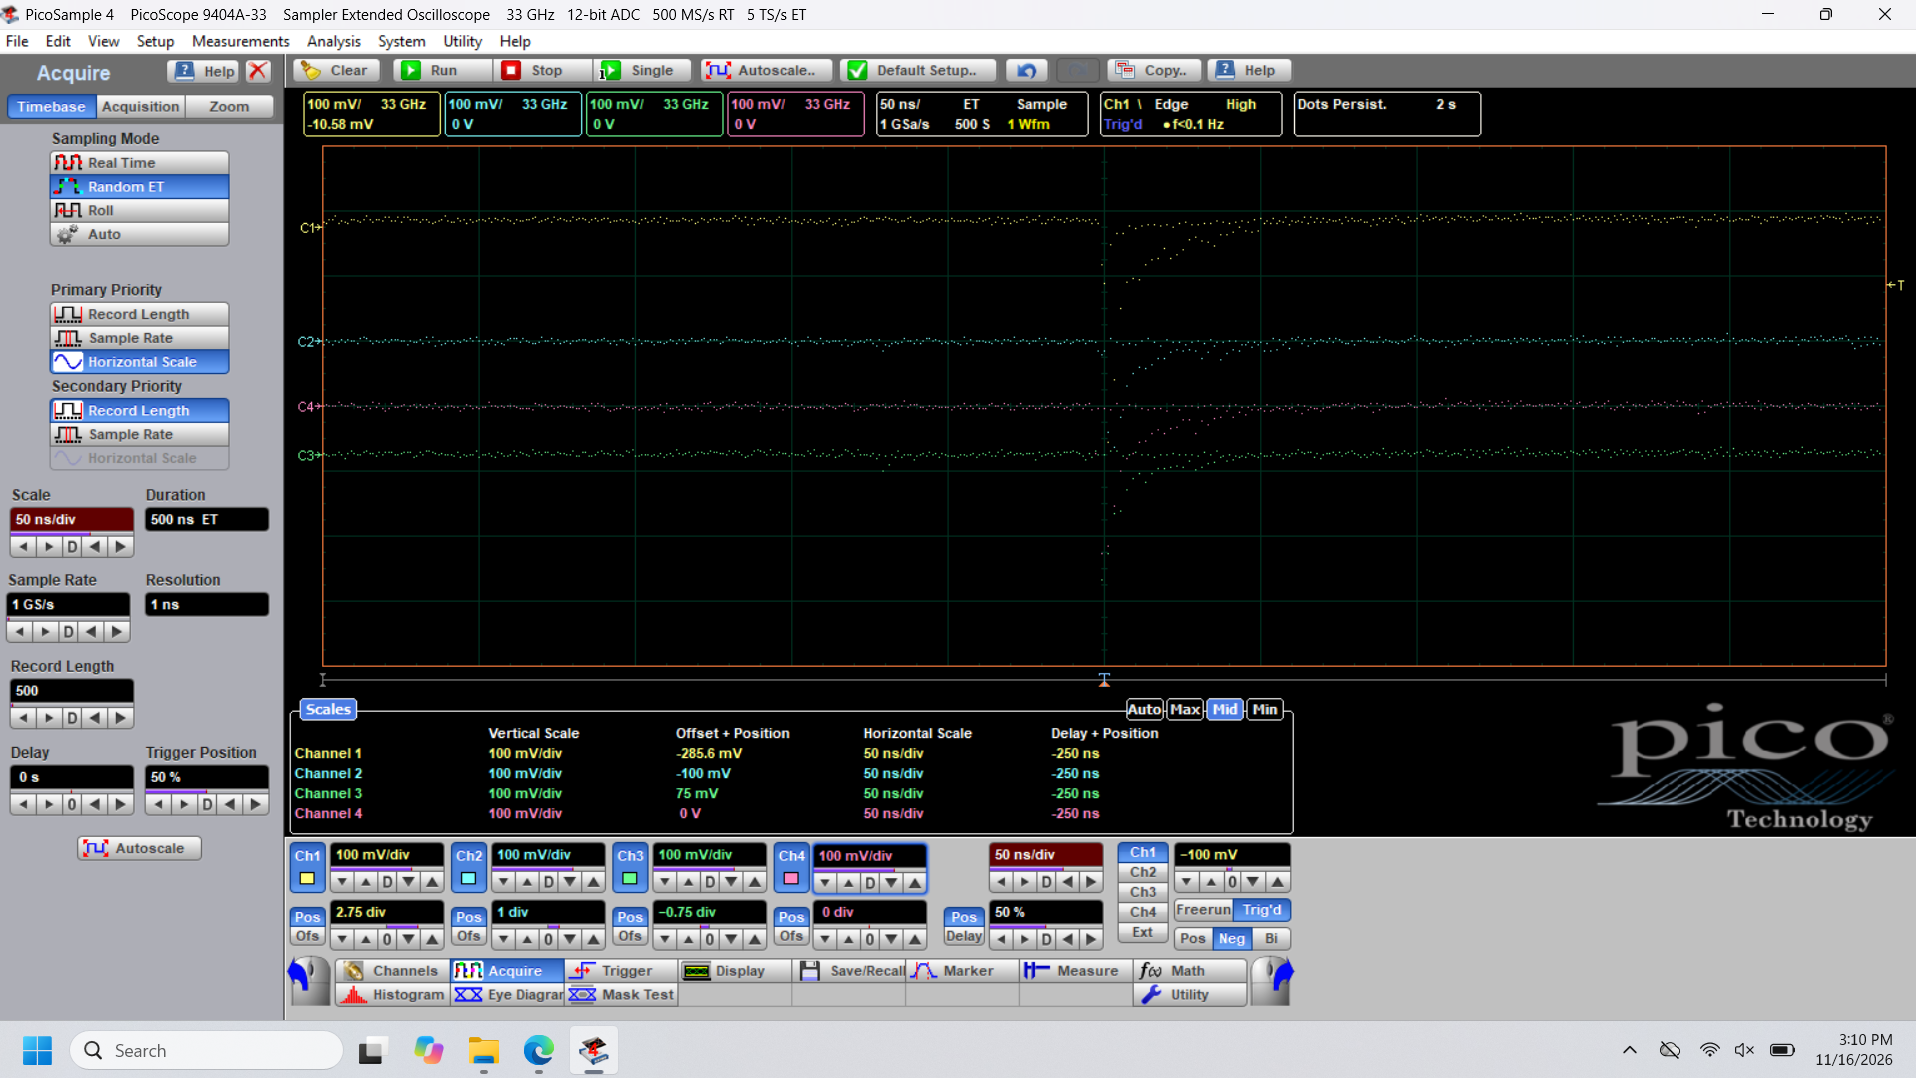 PicoSample 4 PicoScope 9404A-33 Sampler Extended Oscilloscope 33 GHz 12-bit ADC 500 MS/s RT 5 TS/s ET
File Edit View Setup Measurements Analysis System Utility Help
Acquire Help
Clear Run Stop Single Autoscale.. Default Setup.. Copy.. Help
Timebase Acquisition Zoom
100 mV/ 33 GHz
-10.58 mV
100 mV/ 33 GHz
0 V
100 mV/ 33 GHz
0 V
100 mV/ 33 GHz
0 V
50 ns/ ET Sample
1 GSa/s 500 S 1 Wfm
Ch1 \ Edge High
Trig'd f<0.1 Hz
Dots Persist. 2 s
Sampling Mode
Real Time
Random ET
Roll
Auto
Primary Priority
Record Length
Sample Rate
Horizontal Scale
Secondary Priority
Record Length
Sample Rate
Horizontal Scale
Scale Duration
50 ns/div 500 ns ET
D
Sample Rate Resolution
1 GS/s 1 ns
D
Record Length
500
D
Delay Trigger Position
0 s 50 %
0 D
Autoscale
C1
T
C2
C4
C3
T
Scales Auto Max Mid Min
Vertical Scale Offset + Position Horizontal Scale Delay + Position
Channel 1 100 mV/div -285.6 mV 50 ns/div -250 ns
Channel 2 100 mV/div -100 mV 50 ns/div -250 ns
Channel 3 100 mV/div 75 mV 50 ns/div -250 ns
Channel 4 100 mV/div 0 V 50 ns/div -250 ns
pico®
Technology
Ch1 100 mV/div Ch2 100 mV/div Ch3 100 mV/div Ch4 100 mV/div 50 ns/div Ch1 -100 mV
D D D D D Ch2 0
Ch3
Pos 2.75 div Pos 1 div Pos -0.75 div Pos 0 div Pos 50 % Ch4 Freerun Trig'd
Ofs 0 Ofs 0 Ofs 0 Ofs 0 Delay D Ext Pos Neg Bi
Channels Acquire Trigger Display Save/Recall Marker Measure f(x) Math
Histogram Eye Diagrar Mask Test Utility
Search
3:10 PM
11/16/2026